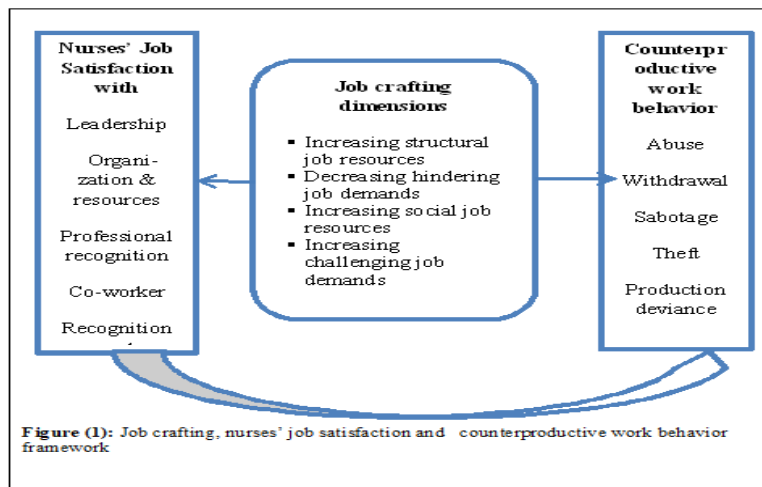 Nurses' Job
Satisfaction
with
Leadership
Organi-
zation &
resources
Professional
recognition
Co-worker
Recognition
Job crafting
dimensions
▪ Increasing structural
job resources
▪ Decreasing hindering
job demands
▪ Increasing social job
resources
▪ Increasing
challenging job
demands
Counterpr
oductive
work
behavior
Abuse
Withdrawal
Sabotage
Theft
Production
deviance
Figure (1): Job crafting, nurses' job satisfaction and counterproductive work behavior
framework